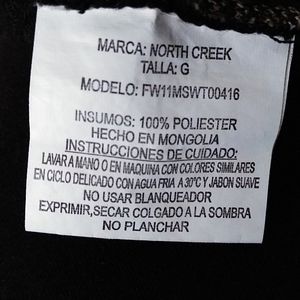 MARCA: NORTH CREEK
TALLA: G
MODELO: FW11MSWT00416
INSUMOS: 100% POLIESTER
HECHO EN MONGOLIA
INSTRUCCIONES DE CUIDADO:
LAVAR A MANO O EN MAQUINA CON COLORES SIMILARES
EN CICLO DELICADO CON AGUA FRIA A 30°C Y JABON SUAVE
NO USAR BLANQUEADOR
EXPRIMIR,SECAR COLGADO A LA SOMBRA
NO PLANCHAR